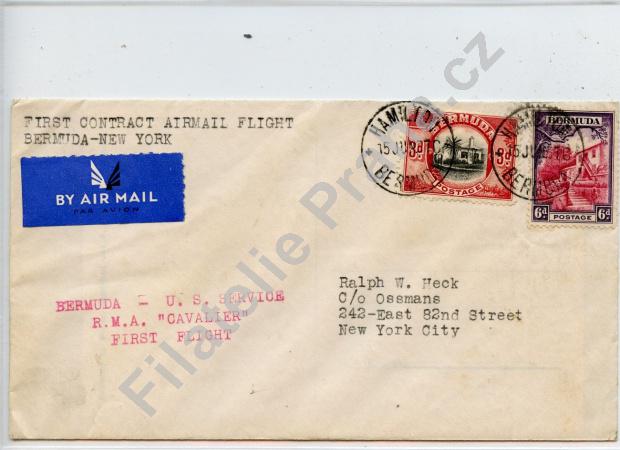 FIRST CONTRACT AIRMAIL FLIGHT
BERMUDA-NEW YORK
BY AIR MAIL
PAR AVION
HAMILTON
BERMUDA
BERMUDA
3d 3d
POSTAGE
BERMUDA
6d POSTAGE 6d
BERMUDA - U. S. SERVICE
R.M.A. "CAVALIER"
FIRST FLIGHT
Ralph W. Heck
C/o Ossmans
242-East 82nd Street
New York City
Filatelie Praha.cz